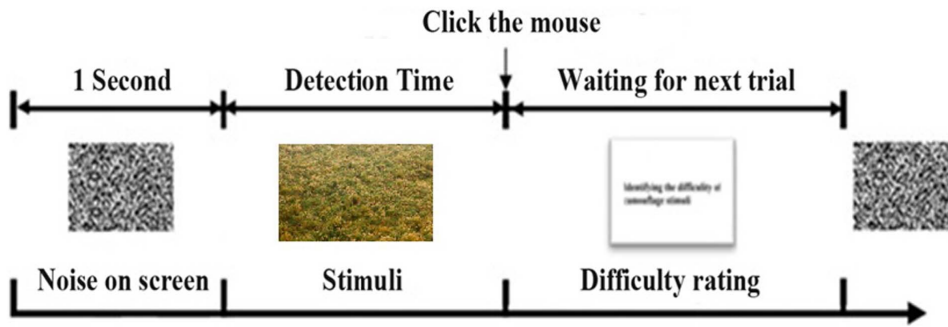 Click the mouse
1 Second
Detection Time
Waiting for next trial
Identifying the difficulty of
camouflage stimuli
Noise on screen
Stimuli
Difficulty rating